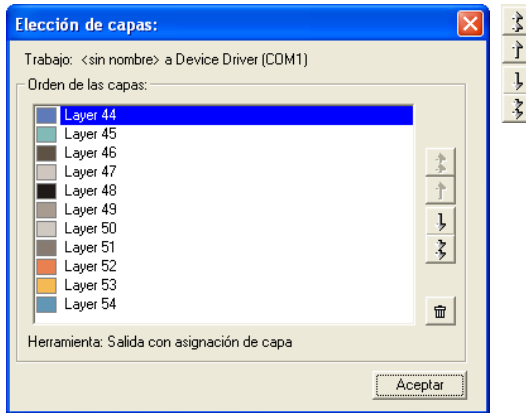 Elección de capas:
Trabajo: <sin nombre> a Device Driver (COM1)
Orden de las capas:
Layer 44
Layer 45
Layer 46
Layer 47
Layer 48
Layer 49
Layer 50
Layer 51
Layer 52
Layer 53
Layer 54
Herramienta: Salida con asignación de capa
Aceptar